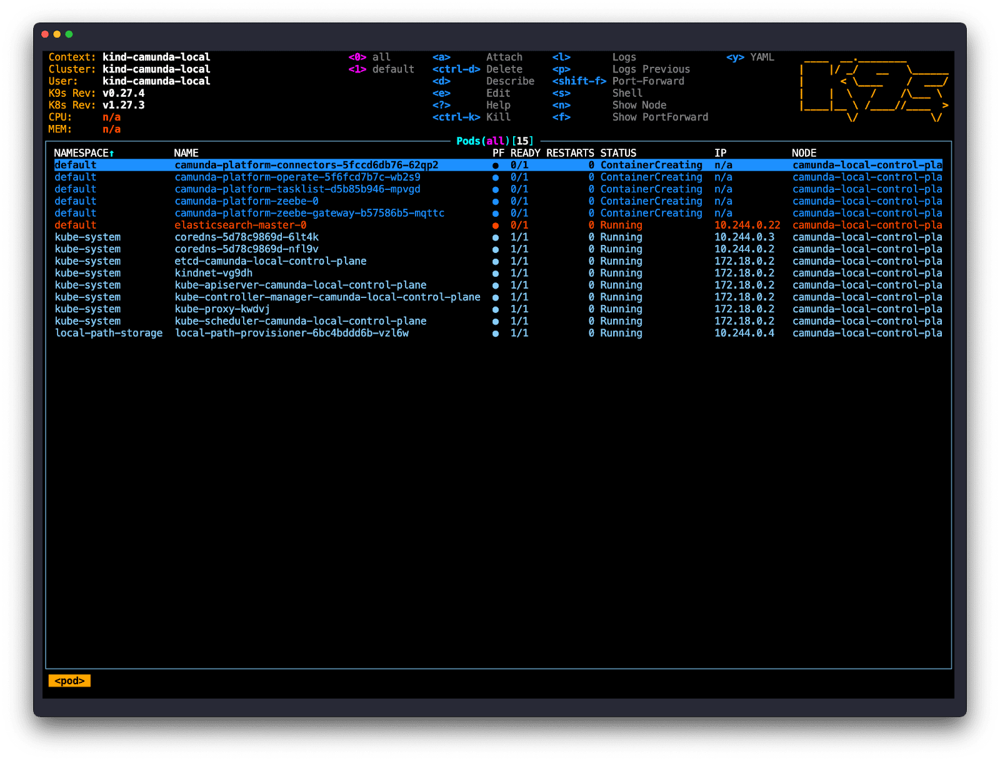 Context: kind-camunda-local <0> all <a> Attach <l> Logs <y> YAML
Cluster: kind-camunda-local <1> default <ctrl-d> Delete <p> Logs Previous
User: kind-camunda-local <d> Describe <shift-f> Port-Forward
K9s Rev: v0.27.4 <e> Edit <s> Shell
K8s Rev: v1.27.3 <?> Help <n> Show Node
CPU: n/a <ctrl-k> Kill <f> Show PortForward
MEM: n/a
K9s
Pods(all)[15]
NAMESPACE↑ NAME PF READY RESTARTS STATUS IP NODE
default camunda-platform-connectors-5fccd6db76-62qp2 ● 0/1 0 ContainerCreating n/a camunda-local-control-pla
default camunda-platform-operate-5f6fcd7b7c-wb2s9 ● 0/1 0 ContainerCreating n/a camunda-local-control-pla
default camunda-platform-tasklist-d5b85b946-mpvgd ● 0/1 0 ContainerCreating n/a camunda-local-control-pla
default camunda-platform-zeebe-0 ● 0/1 0 ContainerCreating n/a camunda-local-control-pla
default camunda-platform-zeebe-gateway-b57586b5-mqttc ● 0/1 0 ContainerCreating n/a camunda-local-control-pla
default elasticsearch-master-0 ● 0/1 0 Running 10.244.0.22 camunda-local-control-pla
kube-system coredns-5d78c9869d-6lt4k ● 1/1 0 Running 10.244.0.3 camunda-local-control-pla
kube-system coredns-5d78c9869d-nfl9v ● 1/1 0 Running 10.244.0.2 camunda-local-control-pla
kube-system etcd-camunda-local-control-plane ● 1/1 0 Running 172.18.0.2 camunda-local-control-pla
kube-system kindnet-vg9dh ● 1/1 0 Running 172.18.0.2 camunda-local-control-pla
kube-system kube-apiserver-camunda-local-control-plane ● 1/1 0 Running 172.18.0.2 camunda-local-control-pla
kube-system kube-controller-manager-camunda-local-control-plane ● 1/1 0 Running 172.18.0.2 camunda-local-control-pla
kube-system kube-proxy-kwdvj ● 1/1 0 Running 172.18.0.2 camunda-local-control-pla
kube-system kube-scheduler-camunda-local-control-plane ● 1/1 0 Running 172.18.0.2 camunda-local-control-pla
local-path-storage local-path-provisioner-6bc4bddd6b-vzl6w ● 1/1 0 Running 10.244.0.4 camunda-local-control-pla
<pod>